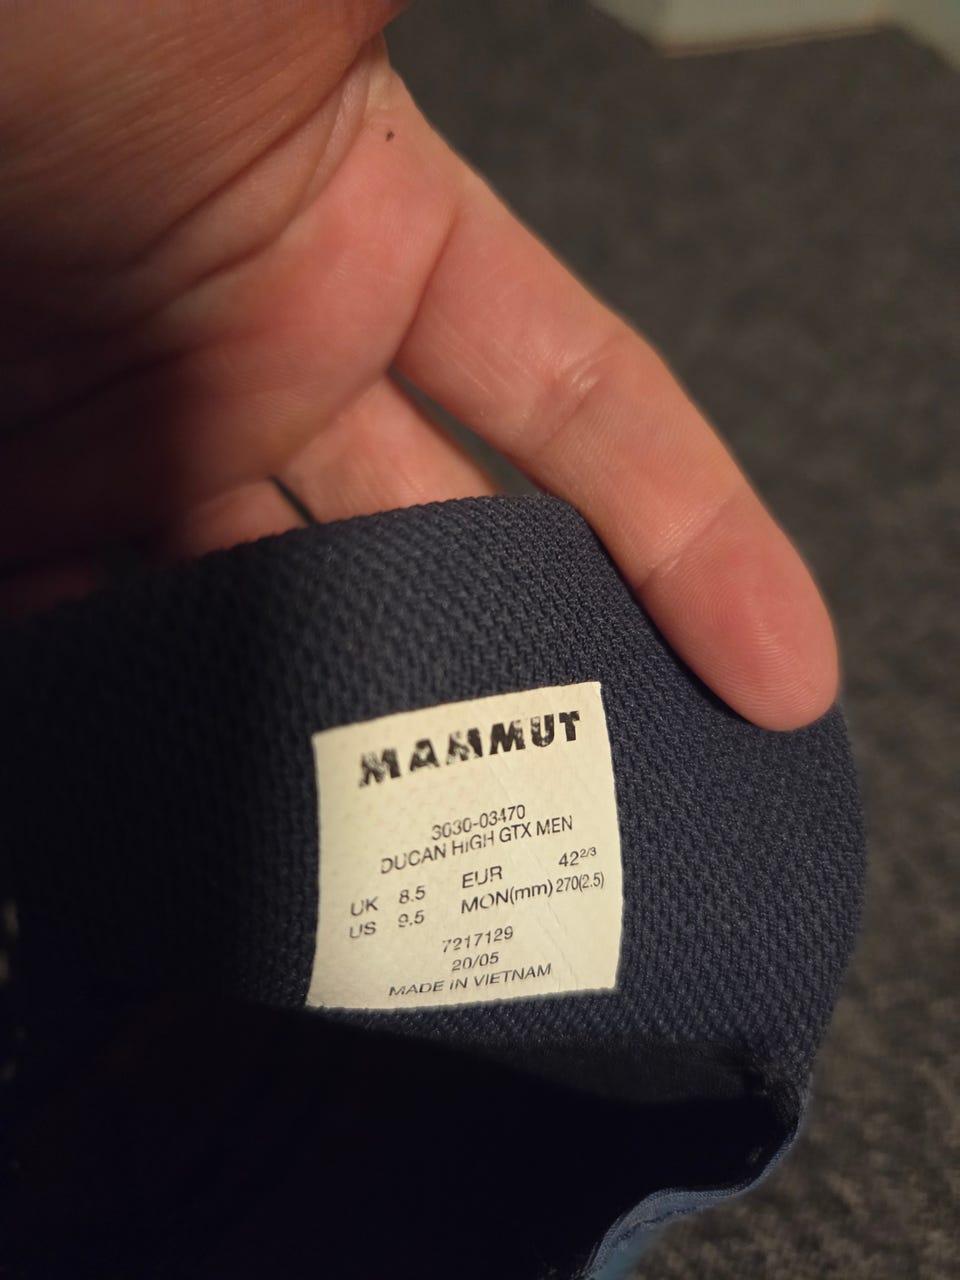 MAMMUT
3030-03470
DUCAN HIGH GTX MEN
UK 8.5 EUR 42 2/3
US 9.5 MON(mm) 270(2.5)
7217129
20/05
MADE IN VIETNAM